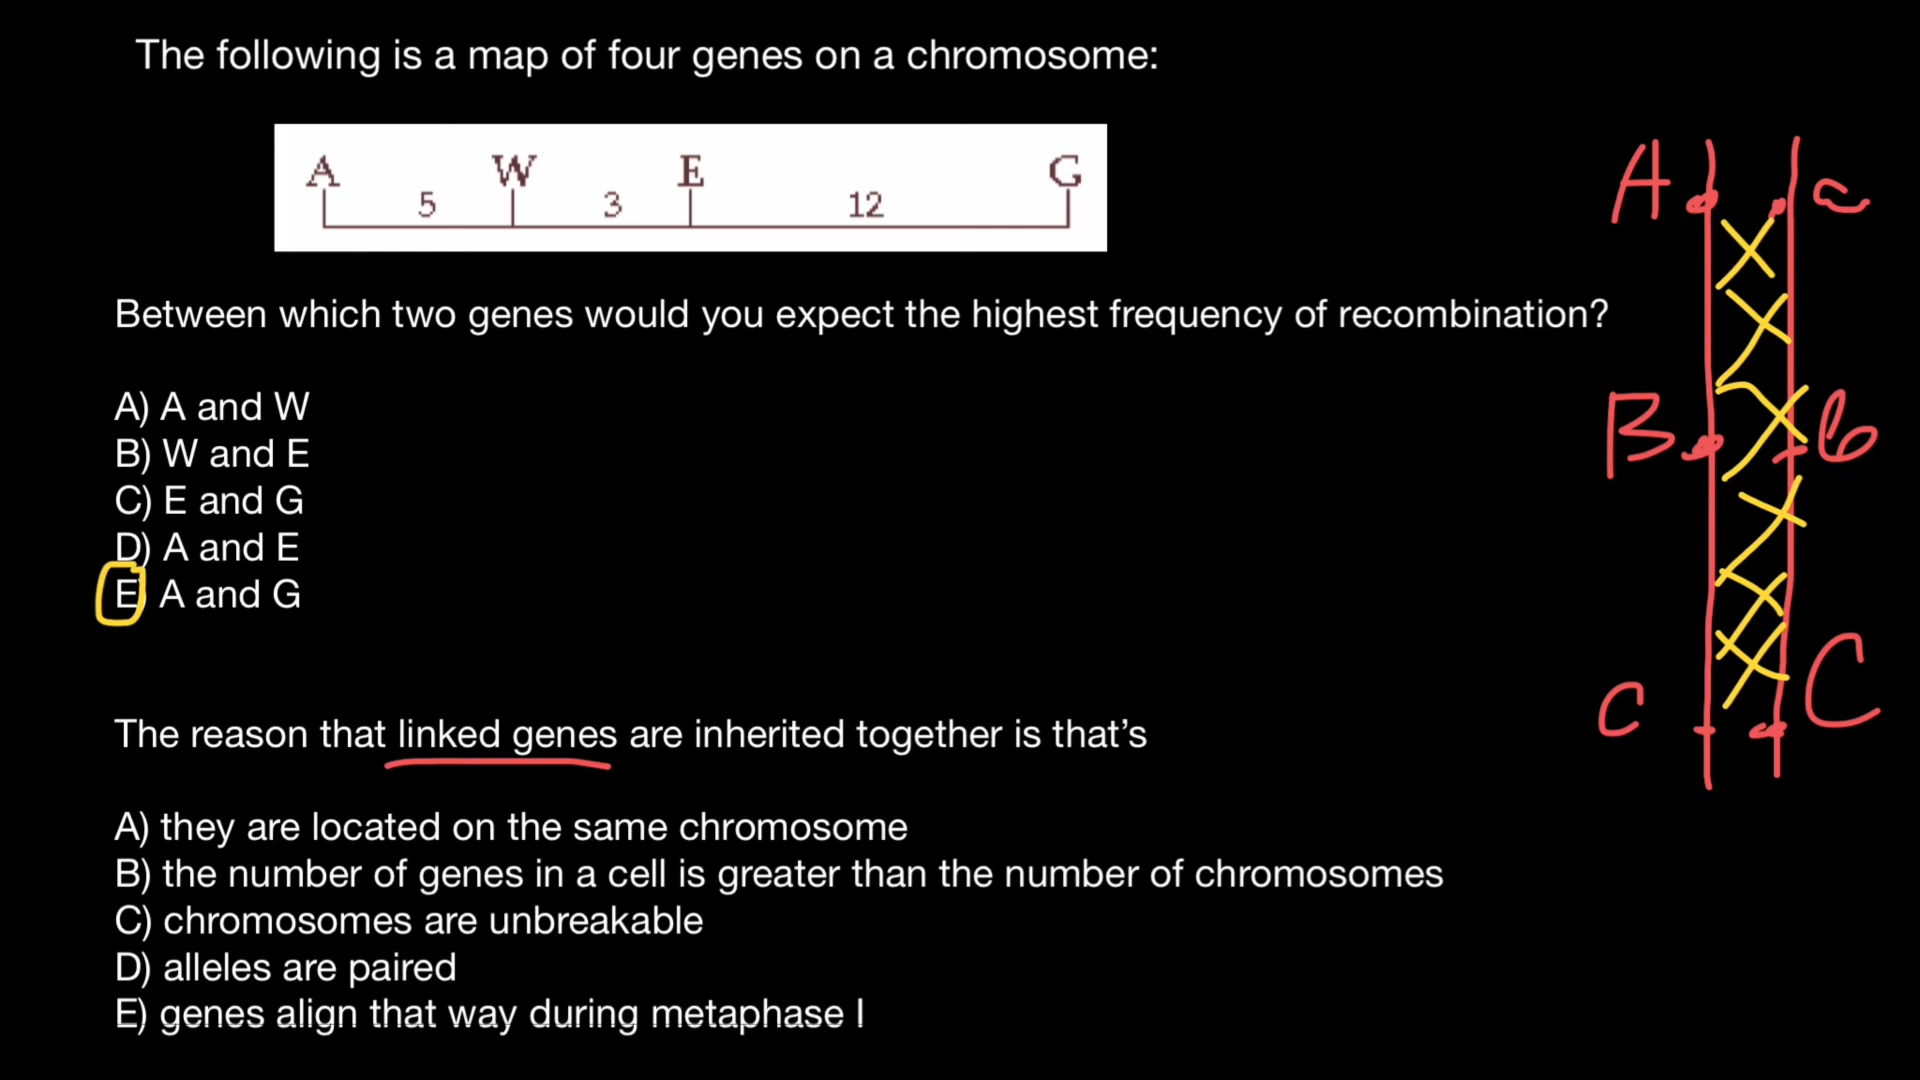 The following is a map of four genes on a chromosome:
A W E G
5 3 12
Between which two genes would you expect the highest frequency of recombination?
A) A and W
B) W and E
C) E and G
D) A and E
E) A and G
The reason that linked genes are inherited together is that’s
A) they are located on the same chromosome
B) the number of genes in a cell is greater than the number of chromosomes
C) chromosomes are unbreakable
D) alleles are paired
E) genes align that way during metaphase I
A a
B b
c C